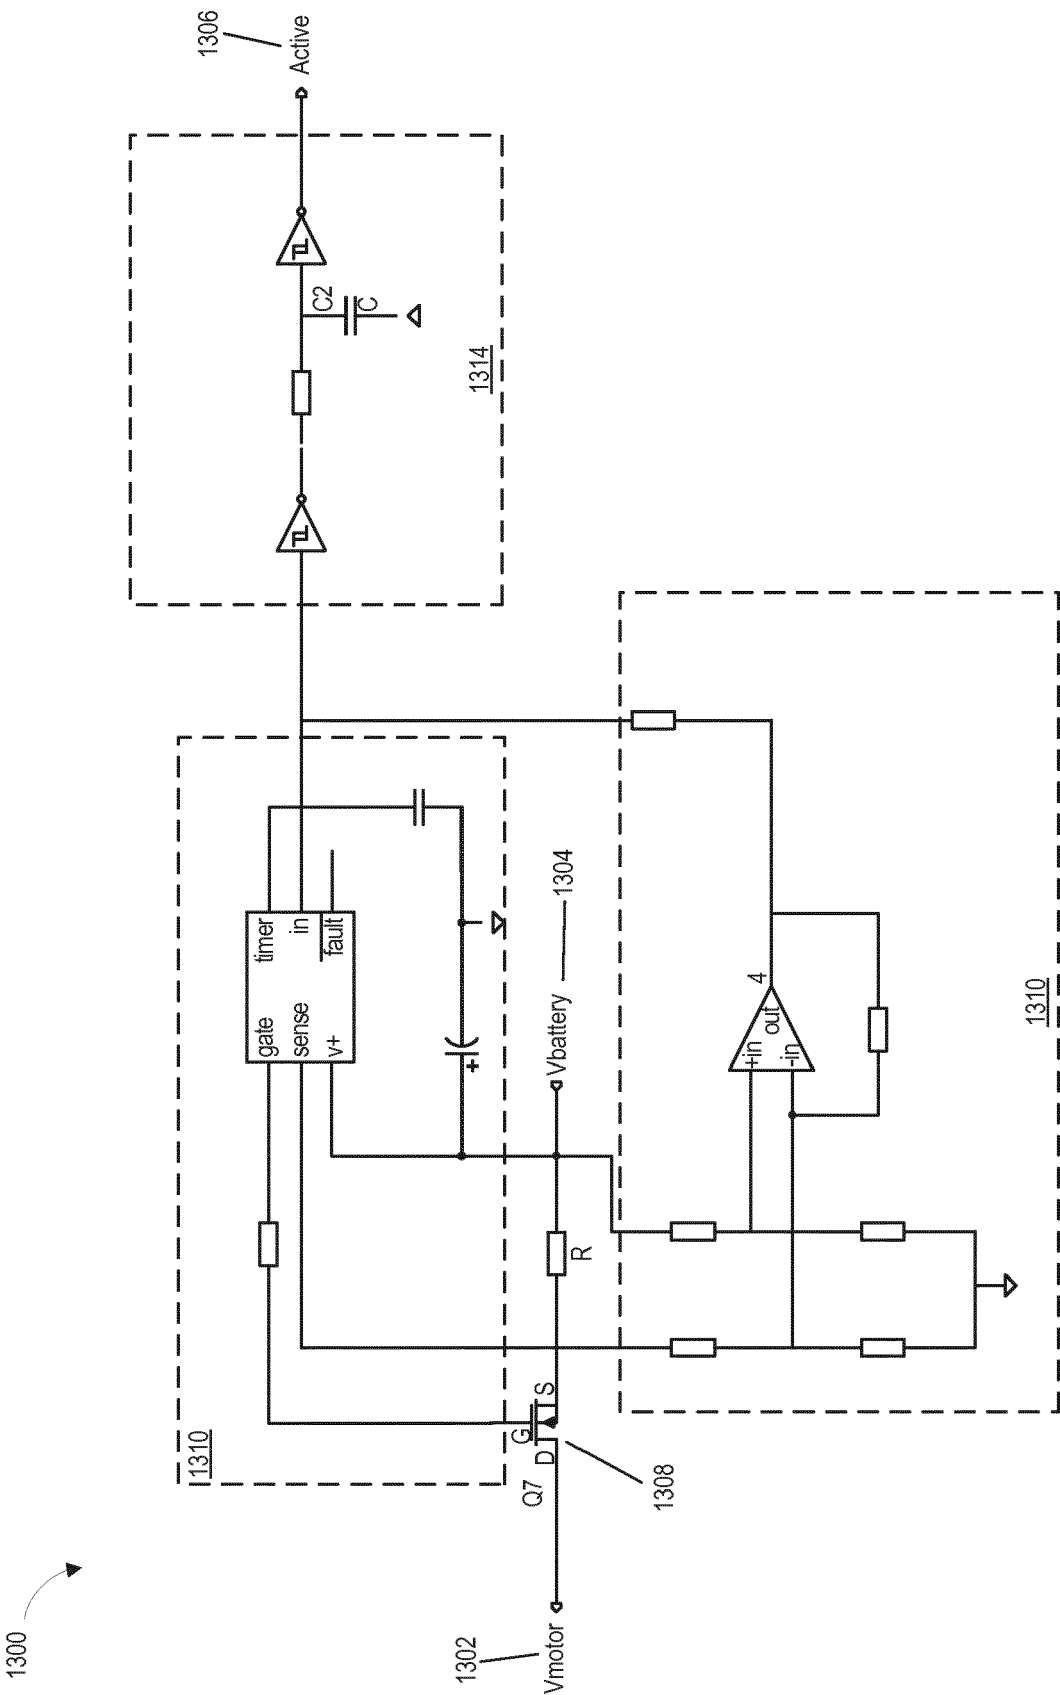 1300
1302
Vmotor
Q7
D
G
S
1308
1310
gate
sense
v+
timer
in
fault
+
R
Vbattery
1304
+in
-in
out
4
1310
1314
C2
C
1306
Active